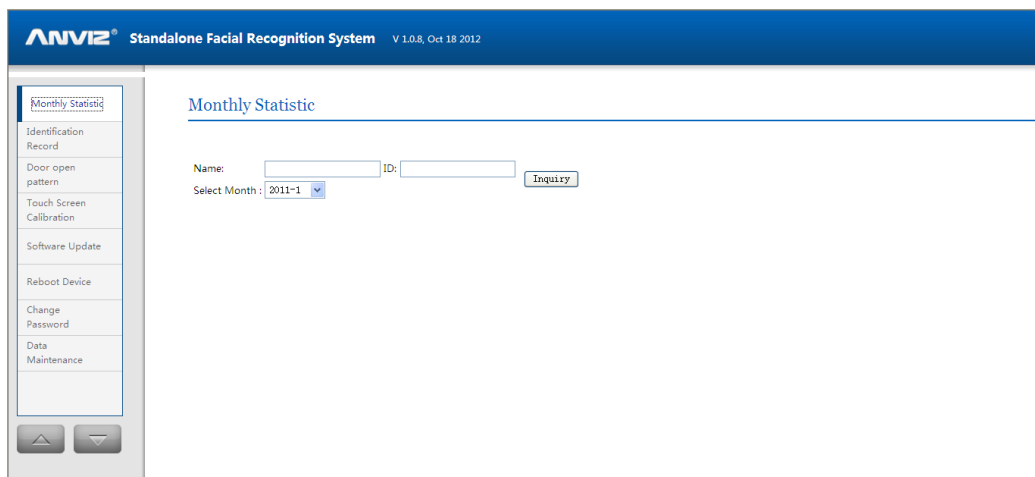 ANVIZ® Standalone Facial Recognition System V 1.0.8, Oct 18 2012
Monthly Statistic
Identification
Record
Door open
pattern
Touch Screen
Calibration
Software Update
Reboot Device
Change
Password
Data
Maintenance
Monthly Statistic
Name: ID:
Inquiry
Select Month : 2011-1